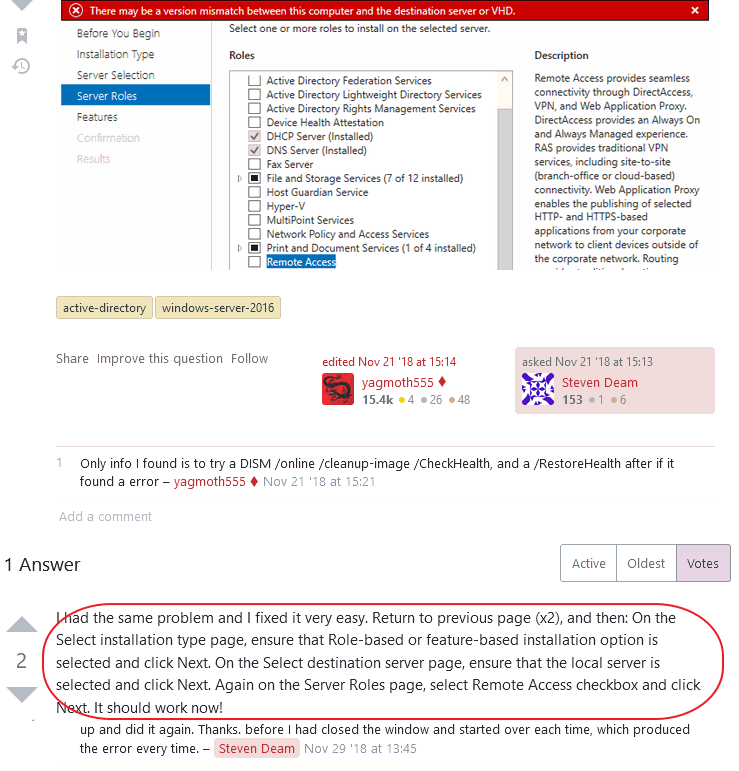 There may be a version mismatch between this computer and the destination server or VHD.
Before You Begin
Installation Type
Server Selection
Server Roles
Features
Confirmation
Results
Select one or more roles to install on the selected server.
Roles
Active Directory Federation Services
Active Directory Lightweight Directory Services
Active Directory Rights Management Services
Device Health Attestation
DHCP Server (Installed)
DNS Server (Installed)
Fax Server
File and Storage Services (7 of 12 installed)
Host Guardian Service
Hyper-V
MultiPoint Services
Network Policy and Access Services
Print and Document Services (1 of 4 installed)
Remote Access
Description
Remote Access provides seamless
connectivity through DirectAccess,
VPN, and Web Application Proxy.
DirectAccess provides an Always On
and Always Managed experience.
RAS provides traditional VPN
services, including site-to-site
(branch-office or cloud-based)
connectivity. Web Application Proxy
enables the publishing of selected
HTTP- and HTTPS-based
applications from your corporate
network to client devices outside of
the corporate network. Routing
active-directory windows-server-2016
Share Improve this question Follow
edited Nov 21 '18 at 15:14
yagmoth555 ♦
15.4k ●4 ●26 ●48
asked Nov 21 '18 at 15:13
Steven Deam
153 ●1 ●6
1 Only info I found is to try a DISM /online /cleanup-image /CheckHealth, and a /RestoreHealth after if it
found a error – yagmoth555 ♦ Nov 21 '18 at 15:21
Add a comment
1 Answer
Active Oldest Votes
2
I had the same problem and I fixed it very easy. Return to previous page (x2), and then: On the
Select installation type page, ensure that Role-based or feature-based installation option is
selected and click Next. On the Select destination server page, ensure that the local server is
selected and click Next. Again on the Server Roles page, select Remote Access checkbox and click
Next. It should work now!
up and did it again. Thanks. before I had closed the window and started over each time, which produced
the error every time. – Steven Deam Nov 29 '18 at 13:45